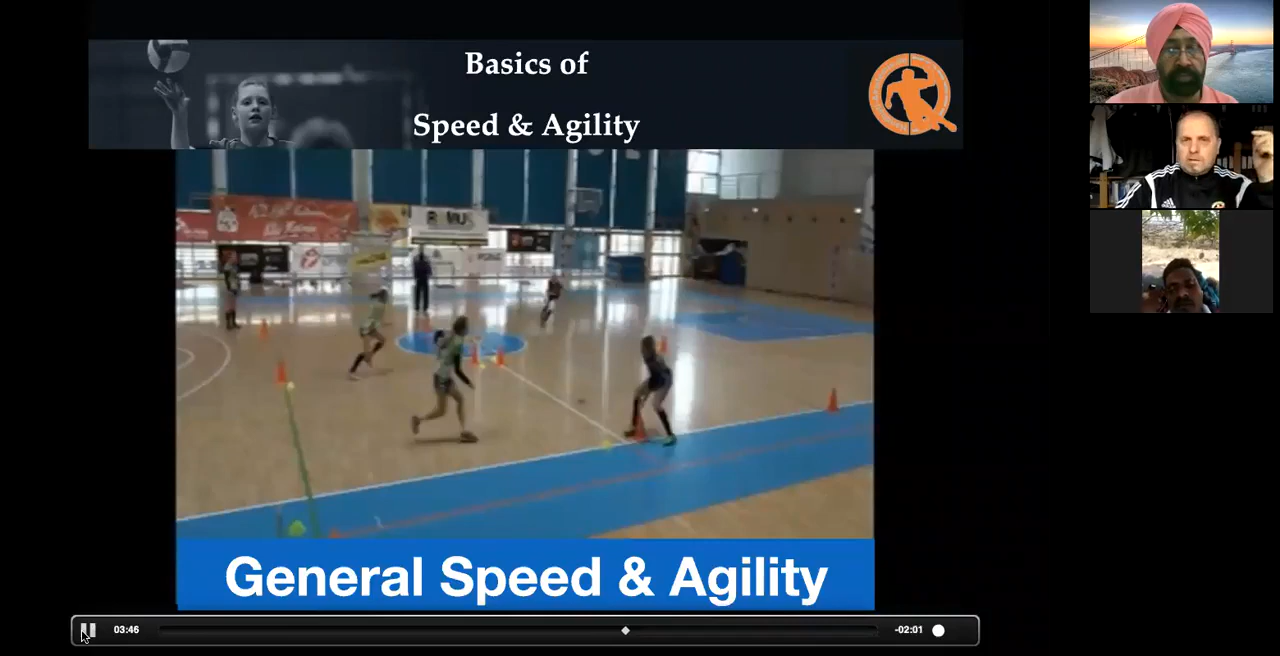 Basics of
Speed & Agility
General Speed & Agility
03:46
-02:01